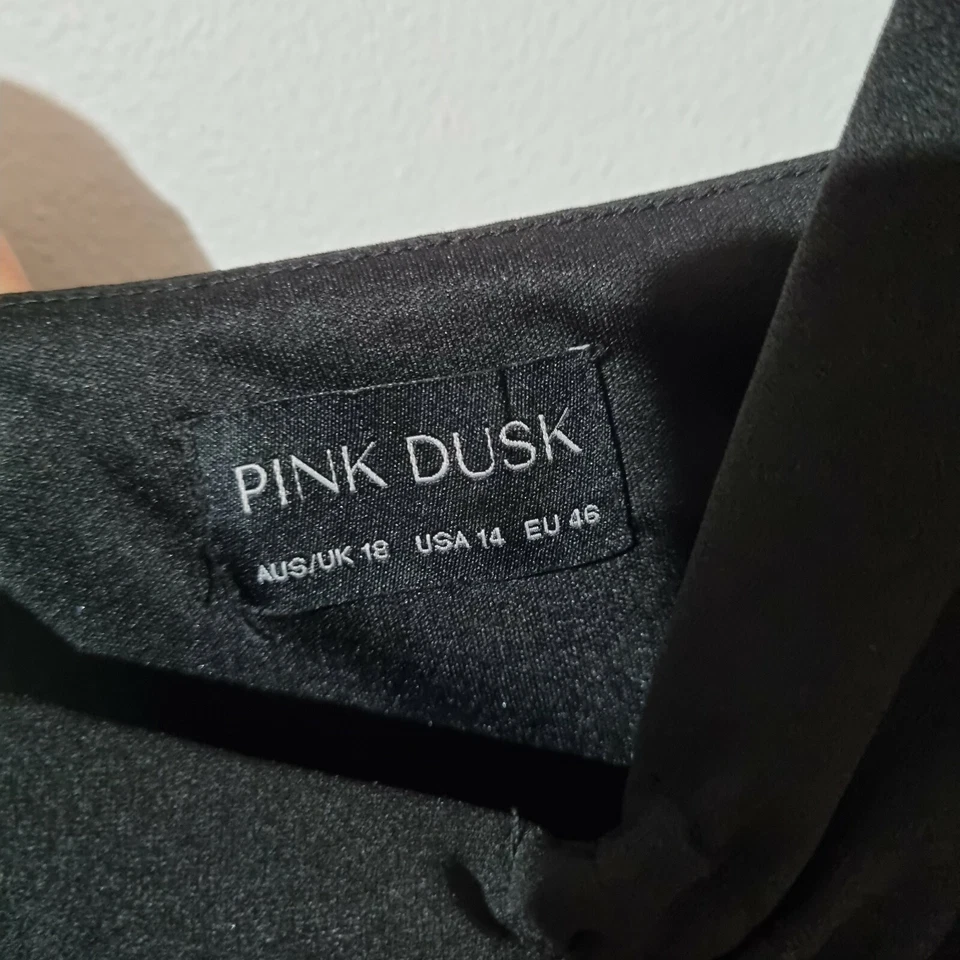 PINK DUSK
AUS/UK 18 USA 14 EU 46